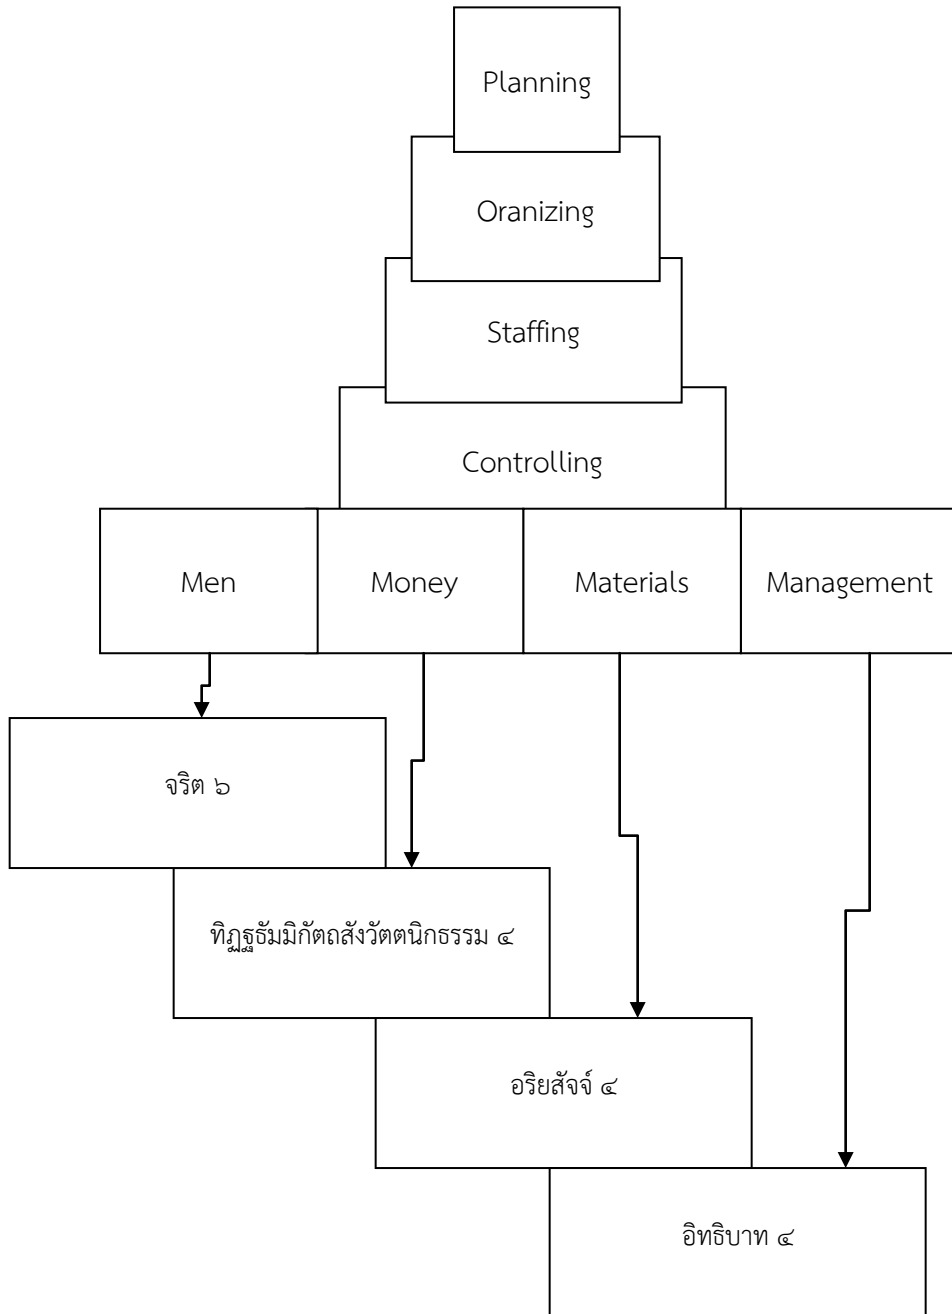 Planning
Oranizing
Staffing
Controlling
Men
Money
Materials
Management
จริต ๖
ทิฏฐธัมมิกัตถสังวัตตนิกธรรม ๔
อริยสัจจ์ ๔
อิทธิบาท ๔